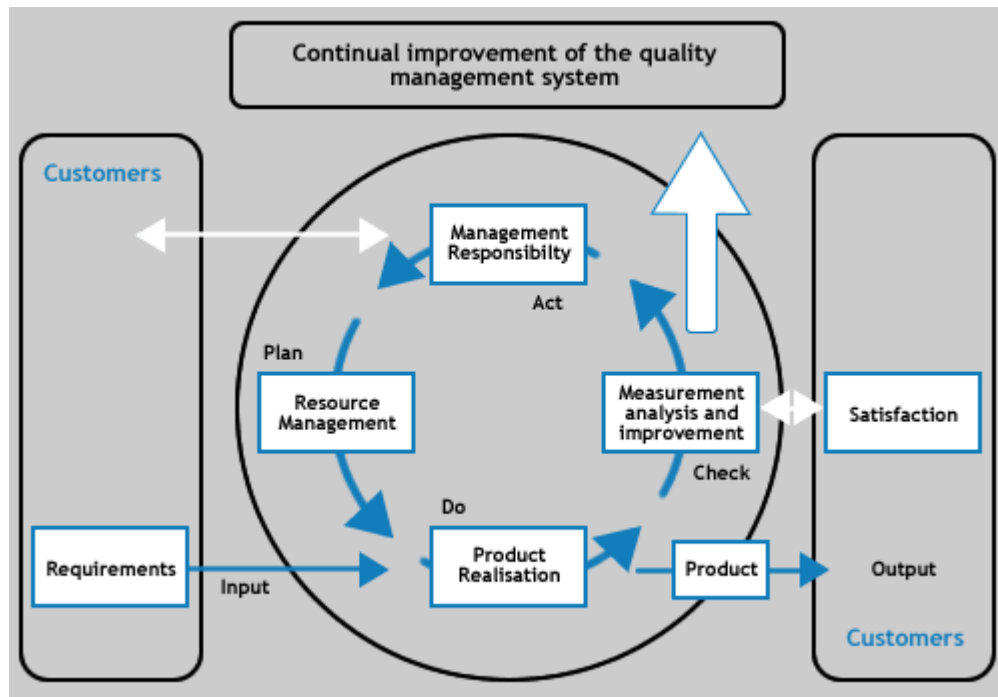 Continual improvement of the quality
management system
Customers
Management
Responsibilty
Act
Plan
Resource
Management
Measurement
analysis and
improvement
Satisfaction
Check
Do
Requirements
Input
Product
Realisation
Product
Output
Customers